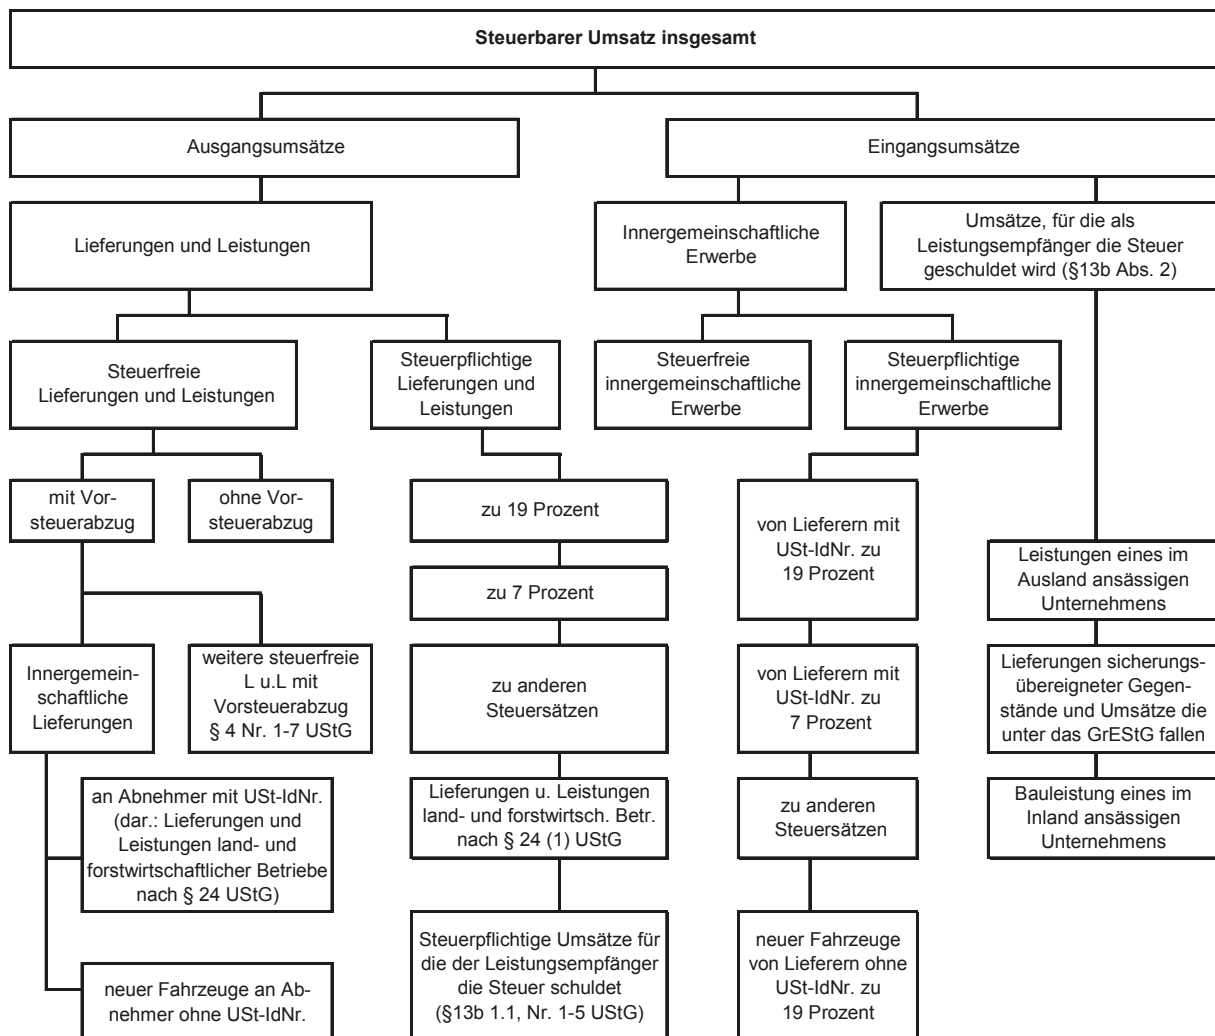 Steuerbarer Umsatz insgesamt
Ausgangsumsätze
Eingangsumsätze
Lieferungen und Leistungen
Innergemeinschaftliche
Erwerbe
Umsätze, für die als
Leistungsempfänger die Steuer
geschuldet wird (§13b Abs. 2)
Steuerfreie
Lieferungen und Leistungen
Steuerpflichtige
Lieferungen und
Leistungen
Steuerfreie
innergemeinschaftliche
Erwerbe
Steuerpflichtige
innergemeinschaftliche
Erwerbe
mit Vor-
steuerabzug
ohne Vor-
steuerabzug
zu 19 Prozent
von Lieferern mit
USt-IdNr. zu
19 Prozent
Leistungen eines im
Ausland ansässigen
Unternehmens
zu 7 Prozent
Innergemein-
schaftliche
Lieferungen
weitere steuerfreie
L u.L mit
Vorsteuerabzug
§ 4 Nr. 1-7 UStG
zu anderen
Steuersätzen
von Lieferern mit
USt-IdNr. zu
7 Prozent
Lieferungen sicherungs-
übereigneter Gegen-
stände und Umsätze die
unter das GrEStG fallen
an Abnehmer mit USt-IdNr.
(dar.: Lieferungen und
Leistungen land- und
forstwirtschaftlicher Betriebe
nach § 24 UStG)
Lieferungen u. Leistungen
land- und forstwirtsch. Betr.
nach § 24 (1) UStG
zu anderen
Steuersätzen
Bauleistung eines im
Inland ansässigen
Unternehmens
neuer Fahrzeuge an Ab-
nehmer ohne USt-IdNr.
Steuerpflichtige Umsätze für
die der Leistungsempfänger
die Steuer schuldet
(§13b 1.1, Nr. 1-5 UStG)
neuer Fahrzeuge
von Lieferern ohne
USt-IdNr. zu
19 Prozent